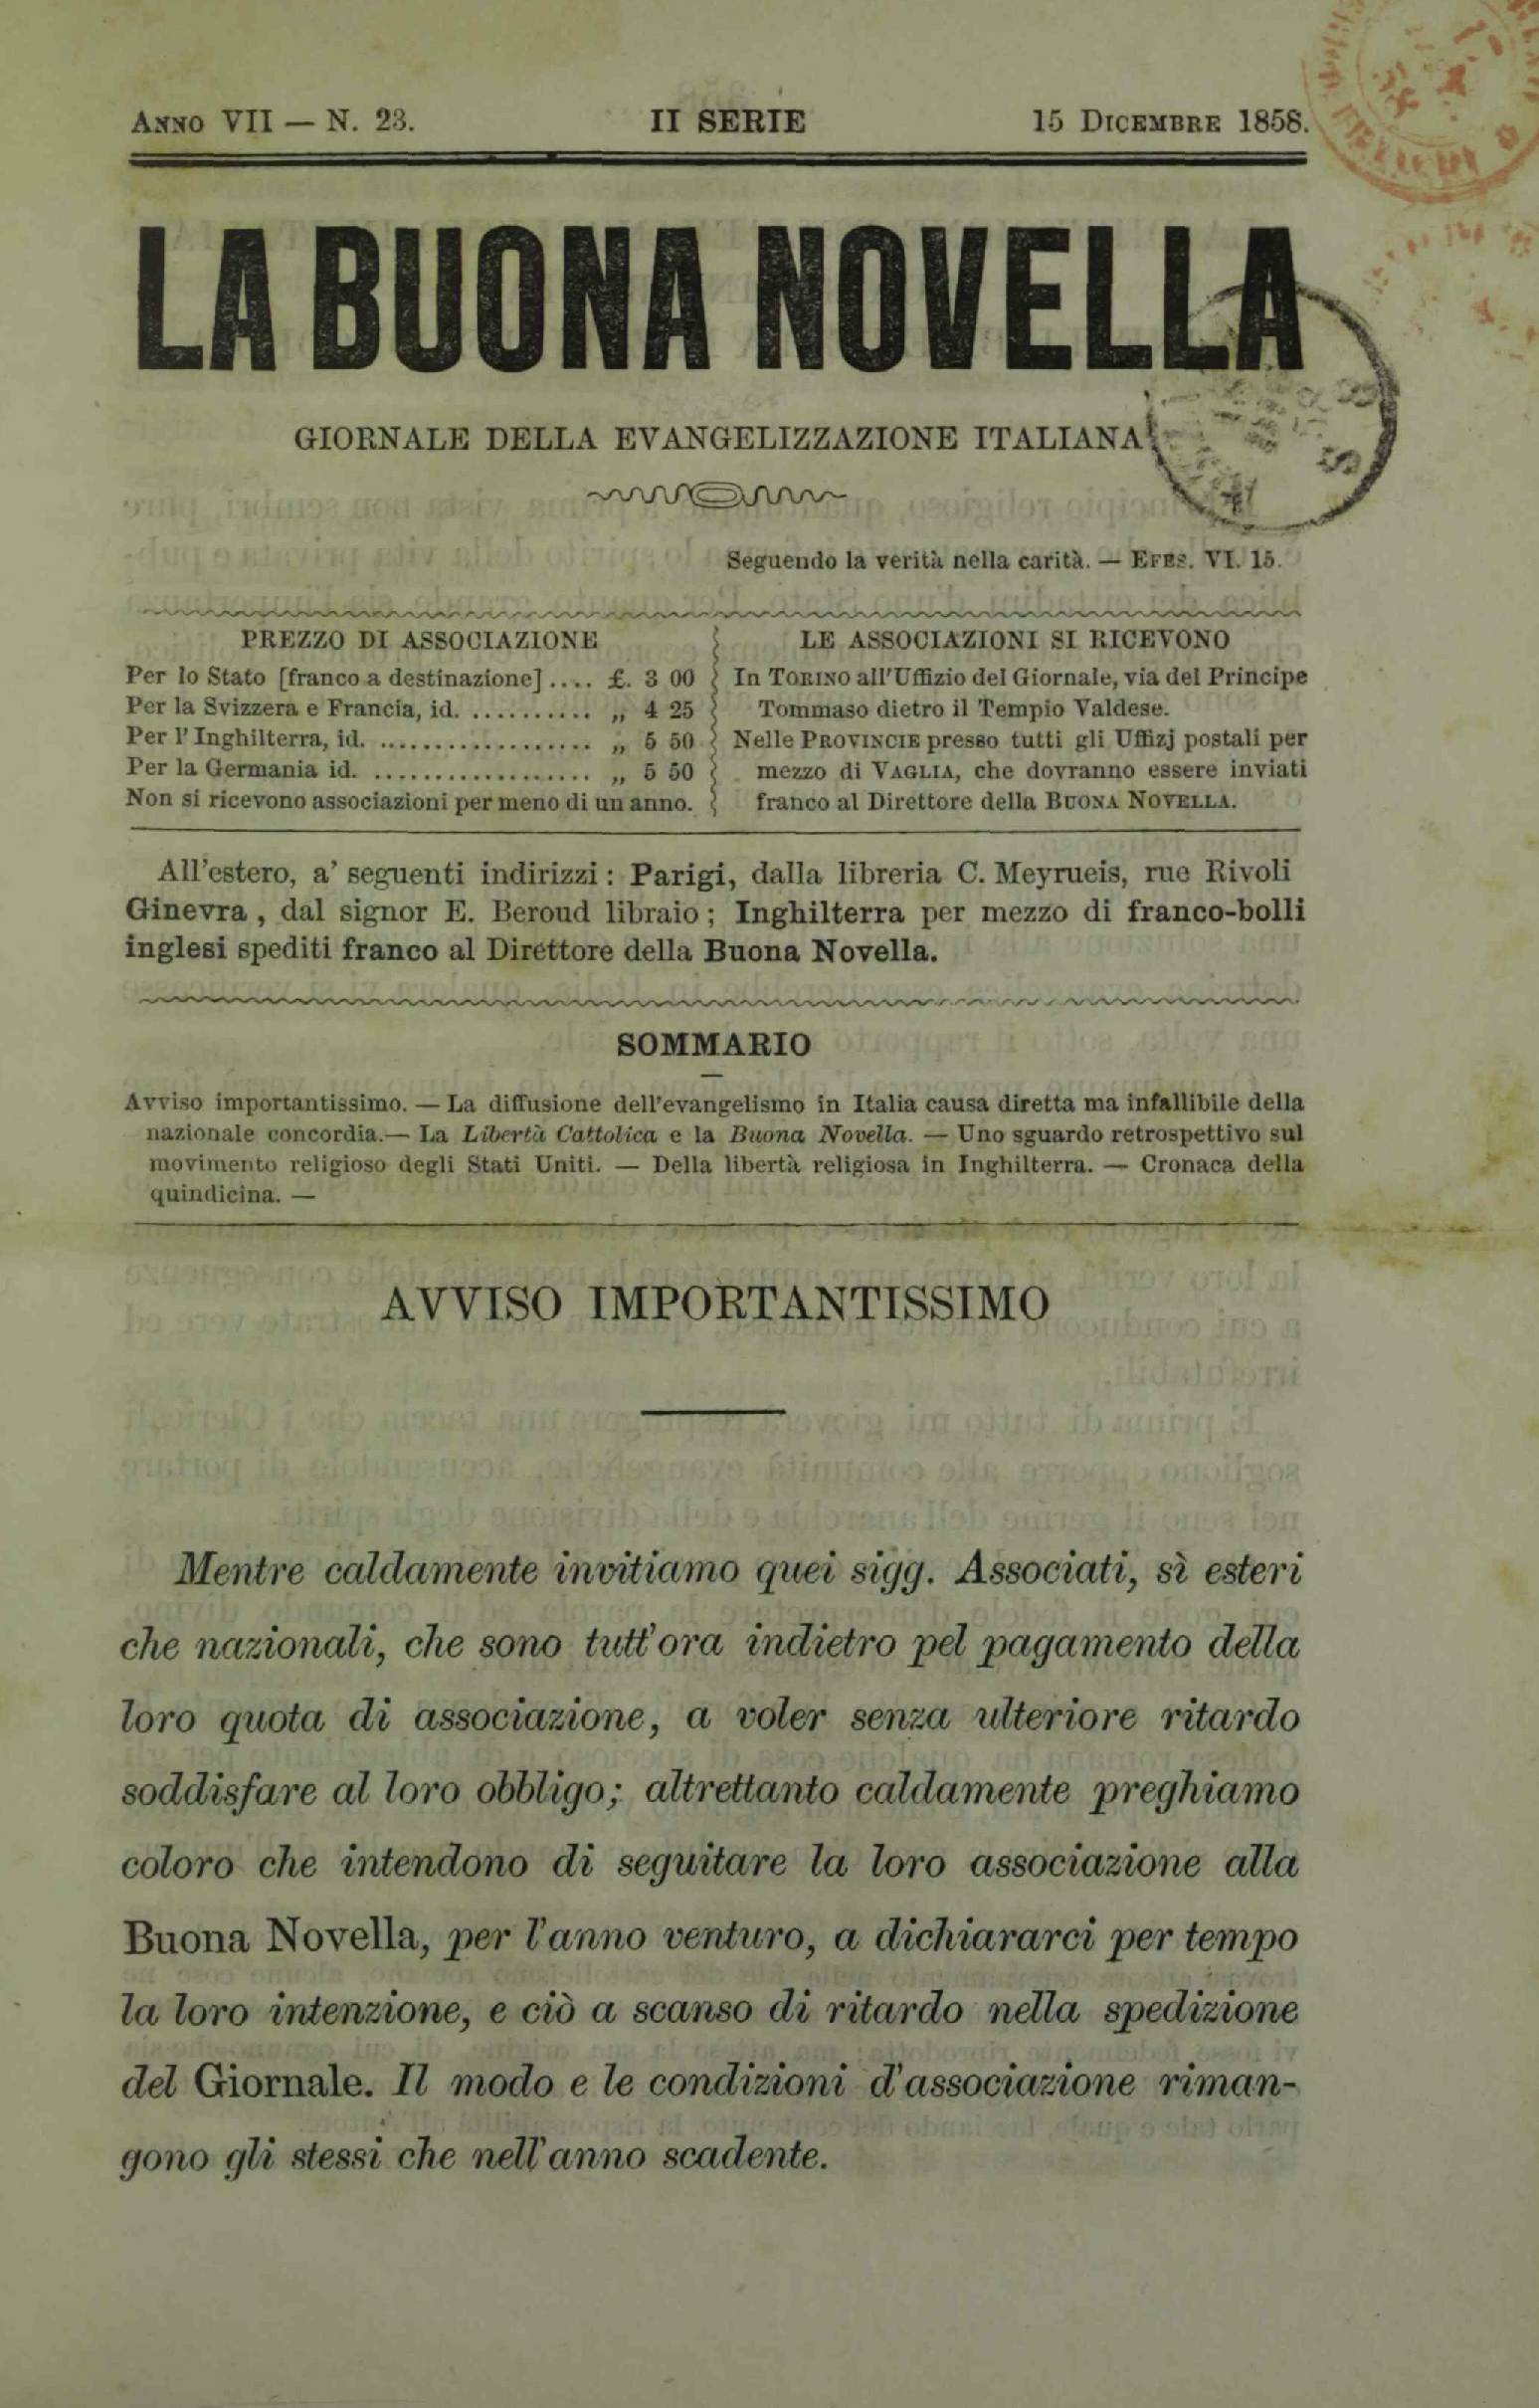 ANNO VII — N. 23.
II SERIE
15 DICEMBRE 1858.
LA BUONA NOVELLA
GIORNALE DELLA EVANGELIZZAZIONE ITALIANA
Seguendo la verità nella carità. — EFES. VI. 15.
PREZZO DI ASSOCIAZIONE
Per lo Stato [franco a destinazione] .... £. 3 00
Per la Svizzera e Francia, id. .......... „ 4 25
Per l'Inghilterra, id. .................. „ 5 50
Per la Germania id. .................. „ 5 50
Non si ricevono associazioni per meno di un anno.
LE ASSOCIAZIONI SI RICEVONO
In TORINO all'Uffizio del Giornale, via del Principe
Tommaso dietro il Tempio Valdese.
Nelle PROVINCIE presso tutti gli Uffizj postali per
mezzo di VAGLIA, che dovranno essere inviati
franco al Direttore della BUONA NOVELLA.
All'estero, a' seguenti indirizzi: Parigi, dalla libreria C. Meyrueis, rue Rivoli
Ginevra, dal signor E. Beroud libraio; Inghilterra per mezzo di franco-bolli
inglesi spediti franco al Direttore della Buona Novella.
SOMMARIO
Avviso importantissimo. — La diffusione dell'evangelismo in Italia causa diretta ma infallibile della
nazionale concordia.— La Libertà Cattolica e la Buona Novella. — Uno sguardo retrospettivo sul
movimento religioso degli Stati Uniti. — Della libertà religiosa in Inghilterra. — Cronaca della
quindicina. —
AVVISO IMPORTANTISSIMO
Mentre caldamente invitiamo quei sigg. Associati, sì esteri
che nazionali, che sono tutt'ora indietro pel pagamento della
loro quota di associazione, a voler senza ulteriore ritardo
soddisfare al loro obbligo; altrettanto caldamente preghiamo
coloro che intendono di seguitare la loro associazione alla
Buona Novella, per l'anno venturo, a dichiararci per tempo
la loro intenzione, e ciò a scanso di ritardo nella spedizione
del Giornale. Il modo e le condizioni d'associazione riman-
gono gli stessi che nell'anno scadente.